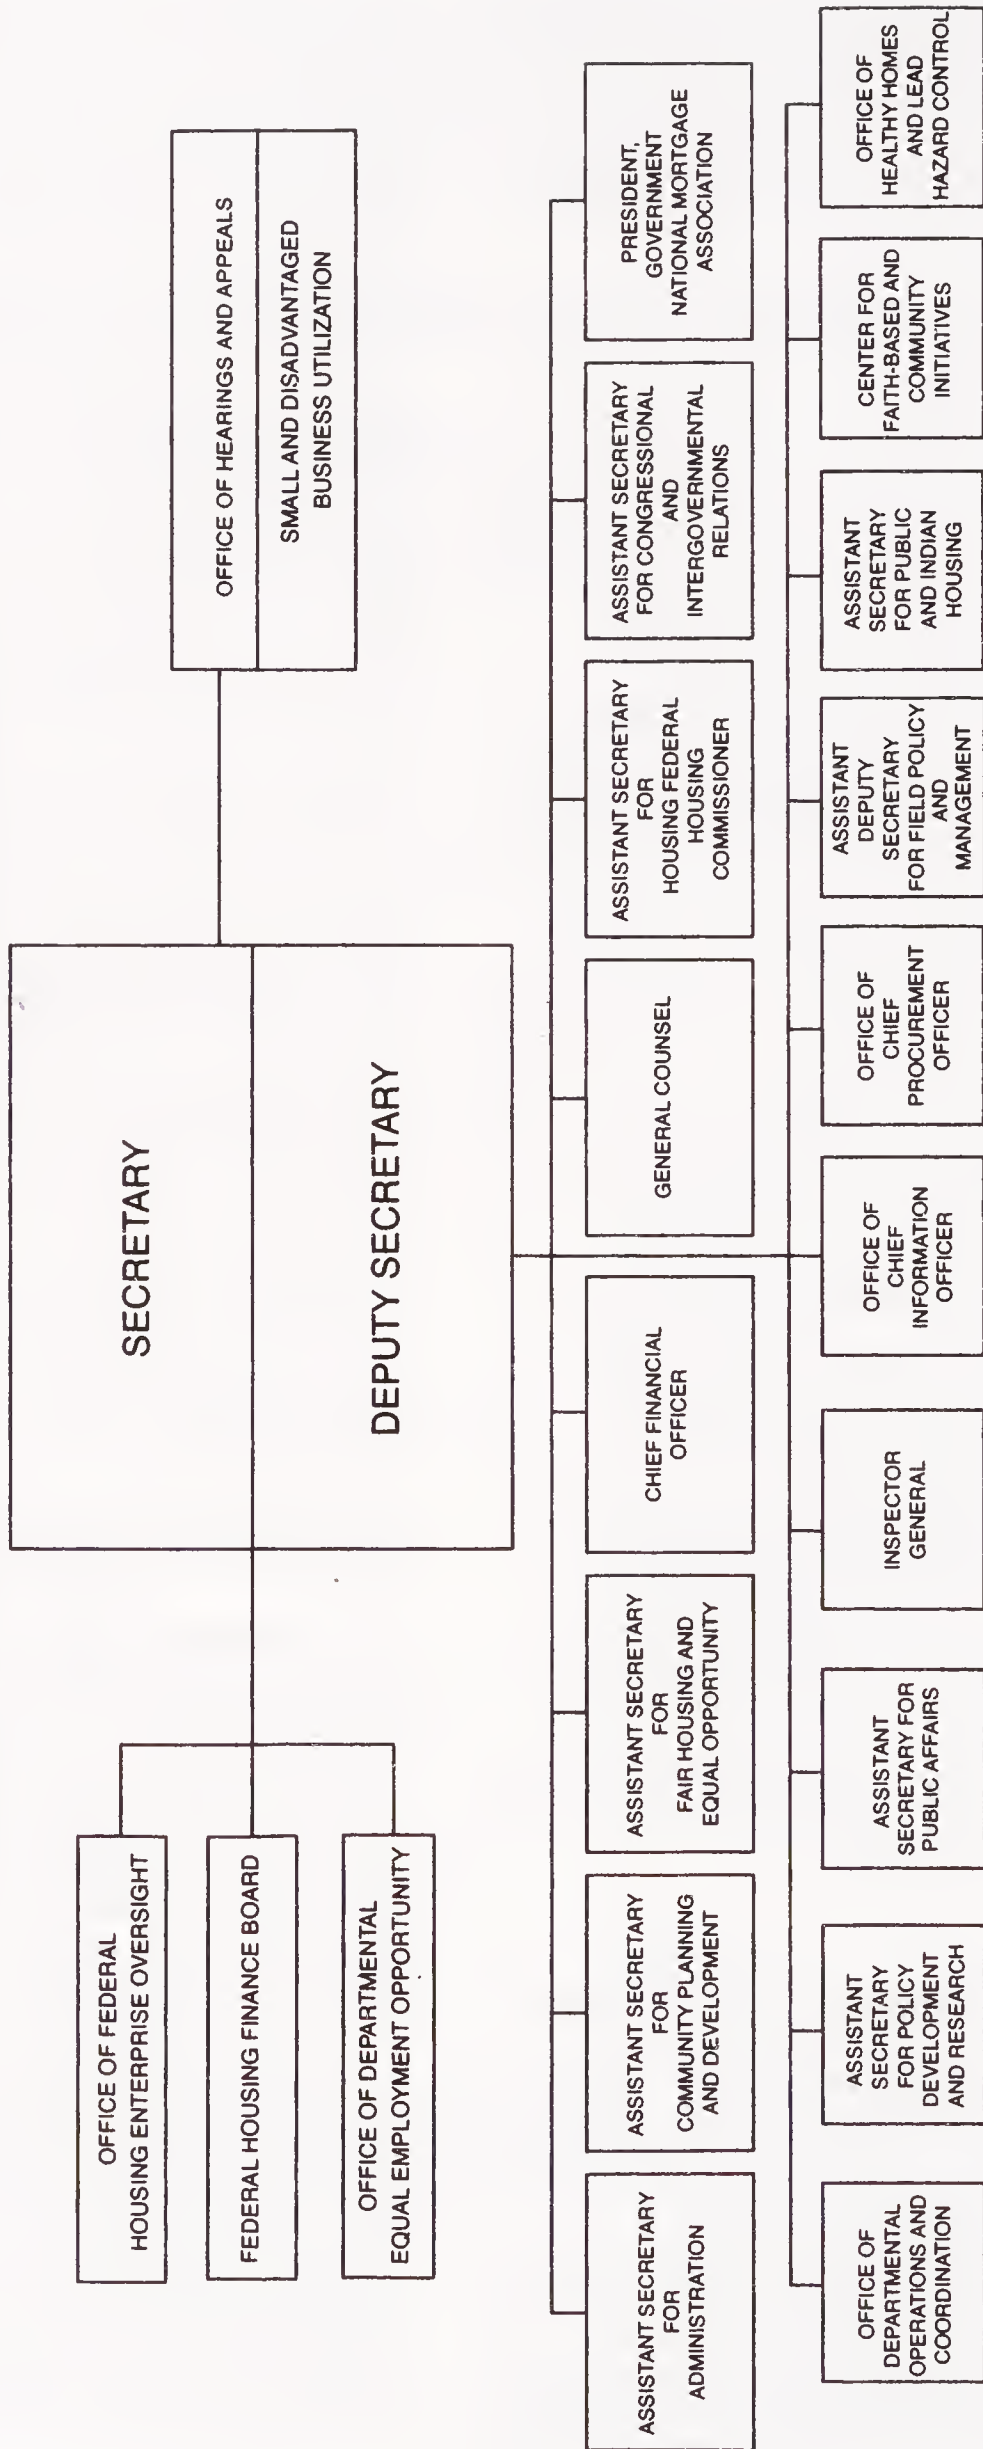 SECRETARY
DEPUTY SECRETARY
OFFICE OF FEDERAL
HOUSING ENTERPRISE OVERSIGHT
FEDERAL HOUSING FINANCE BOARD
OFFICE OF DEPARTMENTAL
EQUAL EMPLOYMENT OPPORTUNITY
OFFICE OF HEARINGS AND APPEALS
SMALL AND DISADVANTAGED
BUSINESS UTILIZATION
ASSISTANT SECRETARY
FOR
ADMINISTRATION
ASSISTANT SECRETARY
FOR
COMMUNITY PLANNING
AND DEVELOPMENT
ASSISTANT SECRETARY
FOR
FAIR HOUSING AND
EQUAL OPPORTUNITY
CHIEF FINANCIAL
OFFICER
GENERAL COUNSEL
ASSISTANT SECRETARY
FOR
HOUSING FEDERAL
HOUSING
COMMISSIONER
ASSISTANT SECRETARY
FOR CONGRESSIONAL
AND
INTERGOVERNMENTAL
RELATIONS
PRESIDENT,
GOVERNMENT
NATIONAL MORTGAGE
ASSOCIATION
OFFICE OF
DEPARTMENTAL
OPERATIONS AND
COORDINATION
ASSISTANT
SECRETARY
FOR POLICY
DEVELOPMENT
AND RESEARCH
ASSISTANT
SECRETARY FOR
PUBLIC AFFAIRS
INSPECTOR
GENERAL
OFFICE OF
CHIEF
INFORMATION
OFFICER
OFFICE OF
CHIEF
PROCUREMENT
OFFICER
ASSISTANT
DEPUTY
SECRETARY
FOR FIELD POLICY
AND
MANAGEMENT
ASSISTANT
SECRETARY
FOR PUBLIC
AND INDIAN
HOUSING
CENTER FOR
FAITH-BASED AND
COMMUNITY
INITIATIVES
OFFICE OF
HEALTHY HOMES
AND LEAD
HAZARD CONTROL